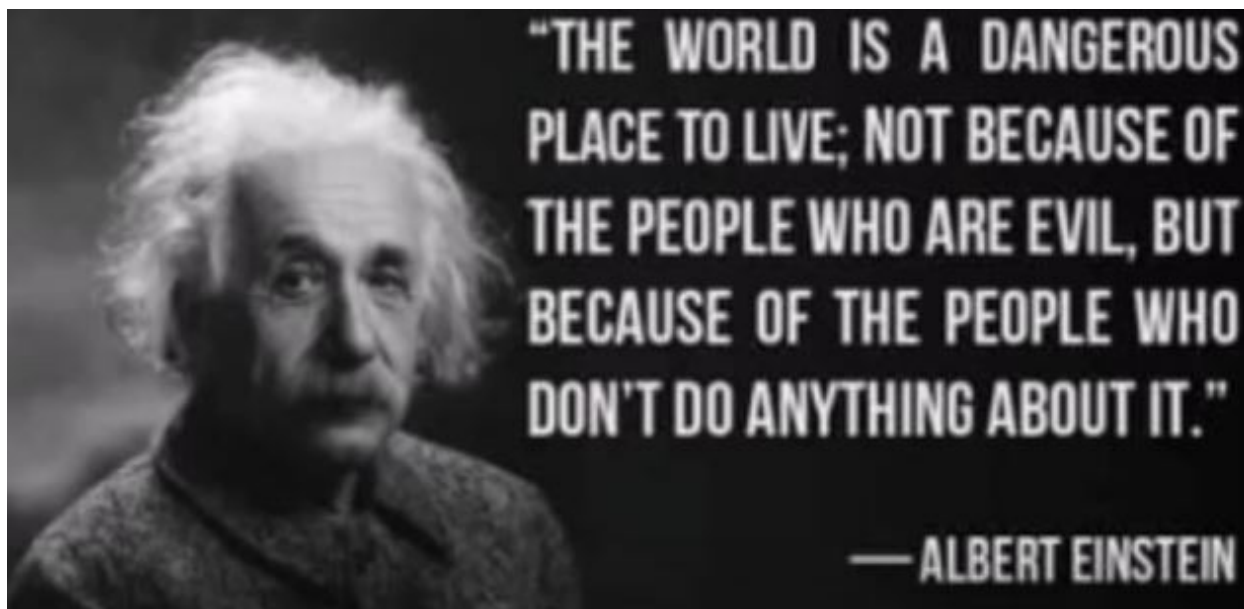 “THE WORLD IS A DANGEROUS
PLACE TO LIVE; NOT BECAUSE OF
THE PEOPLE WHO ARE EVIL, BUT
BECAUSE OF THE PEOPLE WHO
DON’T DO ANYTHING ABOUT IT.”
— ALBERT EINSTEIN